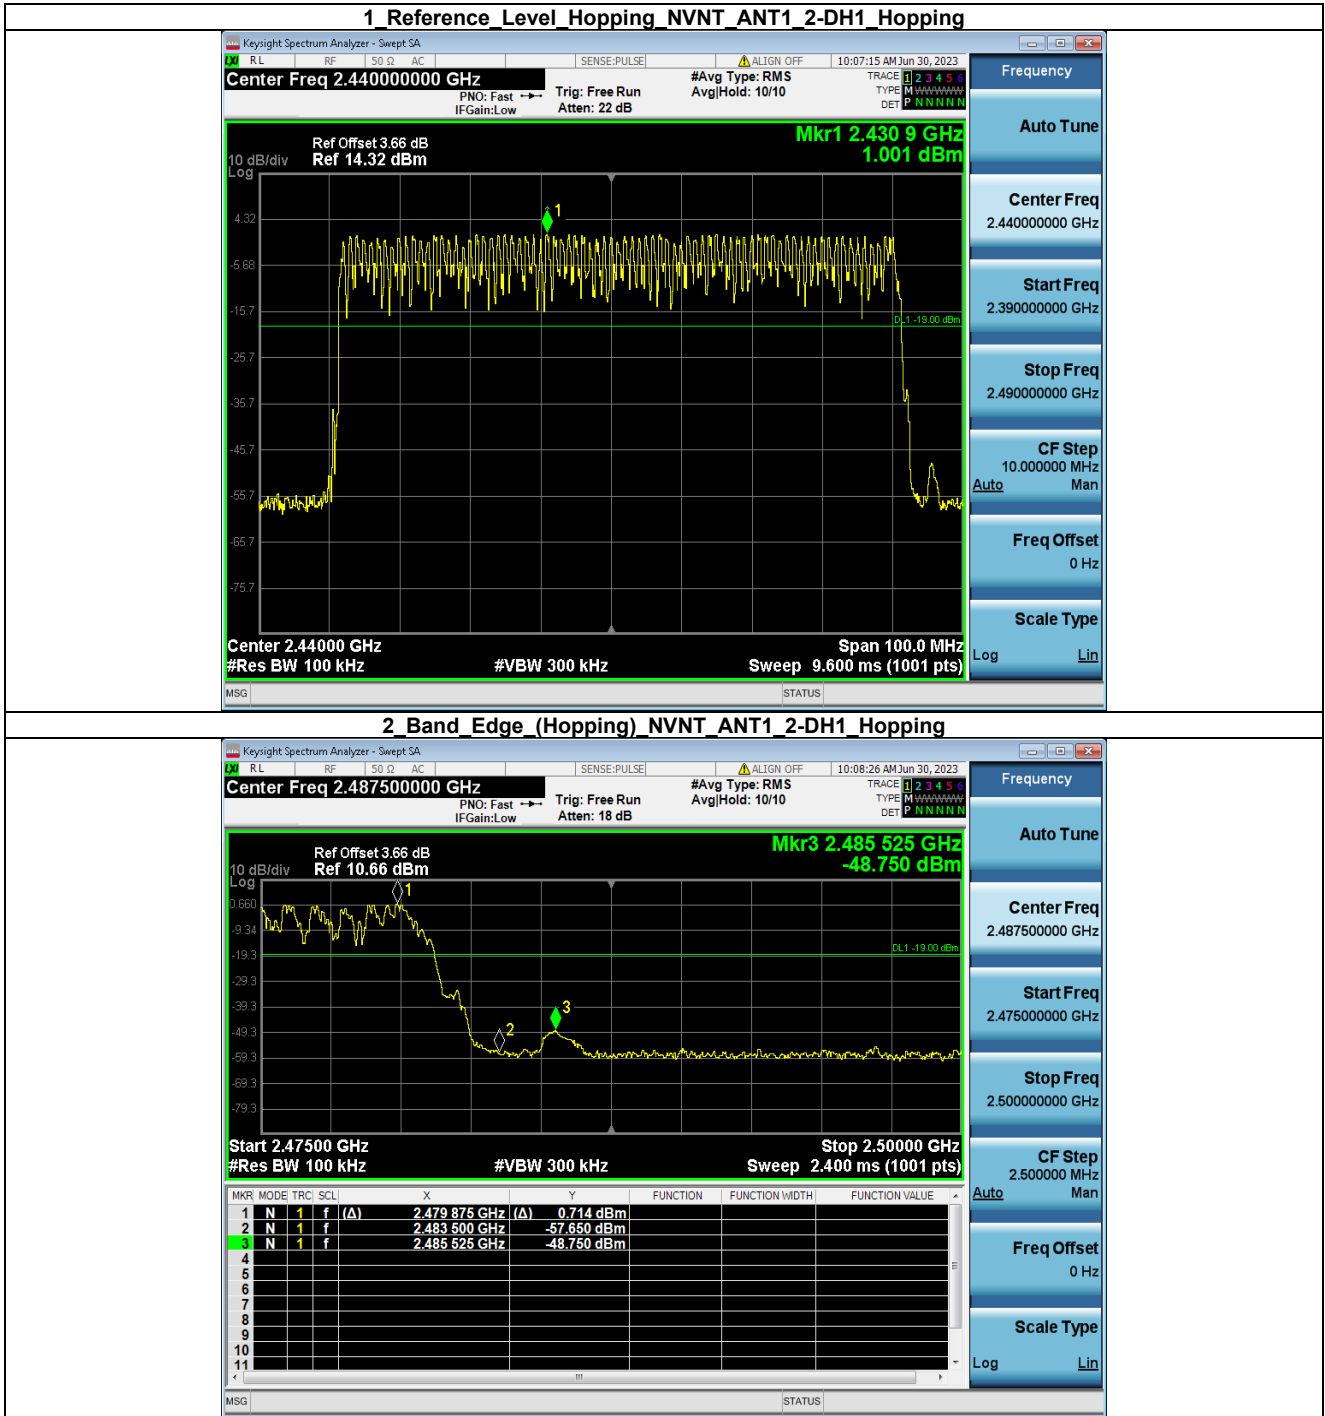 1_Reference_Level_Hopping_NVNT_ANT1_2-DH1_Hopping
Keysight Spectrum Analyzer - Swept SA
LXI RL RF 50 Ω AC SENSE:PULSE ALIGN OFF 10:07:15 AM Jun 30, 2023
Center Freq 2.440000000 GHz
PNO: Fast
IFGain:Low
Trig: Free Run
Atten: 22 dB
#Avg Type: RMS
Avg|Hold: 10/10
TRACE 1 2 3 4 5 6
TYPE M WWWWW
DET P N N N N N
Frequency
Mkr1 2.430 9 GHz
1.001 dBm
Ref Offset 3.66 dB
10 dB/div Ref 14.32 dBm
Log
1
4.32
-5.68
-15.7
DL1 -19.00 dBm
-25.7
-35.7
-45.7
-55.7
-65.7
-75.7
Center 2.44000 GHz
Span 100.0 MHz
#Res BW 100 kHz
#VBW 300 kHz
Sweep 9.600 ms (1001 pts)
Auto Tune
Center Freq
2.440000000 GHz
Start Freq
2.390000000 GHz
Stop Freq
2.490000000 GHz
CF Step
10.000000 MHz
Auto Man
Freq Offset
0 Hz
Scale Type
Log Lin
MSG STATUS
2_Band_Edge_(Hopping)_NVNT_ANT1_2-DH1_Hopping
Keysight Spectrum Analyzer - Swept SA
LXI RL RF 50 Ω AC SENSE:PULSE ALIGN OFF 10:08:26 AM Jun 30, 2023
Center Freq 2.487500000 GHz
PNO: Fast
IFGain:Low
Trig: Free Run
Atten: 18 dB
#Avg Type: RMS
Avg|Hold: 10/10
TRACE 1 2 3 4 5 6
TYPE M WWWWW
DET P N N N N N
Frequency
Mkr3 2.485 525 GHz
-48.750 dBm
Ref Offset 3.66 dB
10 dB/div Ref 10.66 dBm
Log
1
0.660
-9.34
DL1 -19.00 dBm
-19.3
-29.3
-39.3
3
-49.3
2
-59.3
-69.3
-79.3
Start 2.47500 GHz
Stop 2.50000 GHz
#Res BW 100 kHz
#VBW 300 kHz
Sweep 2.400 ms (1001 pts)
MKR MODE TRC SCL X Y FUNCTION FUNCTION WIDTH FUNCTION VALUE
1 N 1 f (Δ) 2.479 875 GHz (Δ) 0.714 dBm
2 N 1 f 2.483 500 GHz -57.650 dBm
3 N 1 f 2.485 525 GHz -48.750 dBm
4
5
6
7
8
9
10
11
Auto Tune
Center Freq
2.487500000 GHz
Start Freq
2.475000000 GHz
Stop Freq
2.500000000 GHz
CF Step
2.500000 MHz
Auto Man
Freq Offset
0 Hz
Scale Type
Log Lin
MSG STATUS